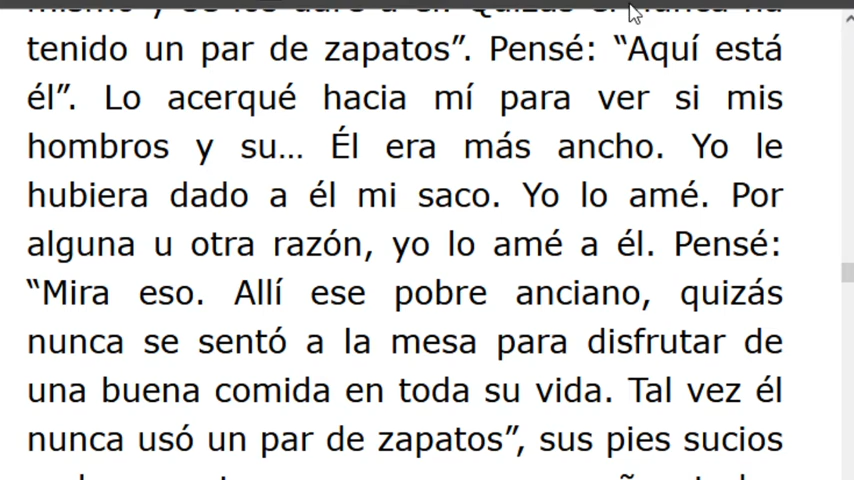 tenido un par de zapatos”. Pensé: “Aquí está
él”. Lo acerqué hacia mí para ver si mis
hombros y su... Él era más ancho. Yo le
hubiera dado a él mi saco. Yo lo amé. Por
alguna u otra razón, yo lo amé a él. Pensé:
“Mira eso. Allí ese pobre anciano, quizás
nunca se sentó a la mesa para disfrutar de
una buena comida en toda su vida. Tal vez él
nunca usó un par de zapatos”, sus pies sucios